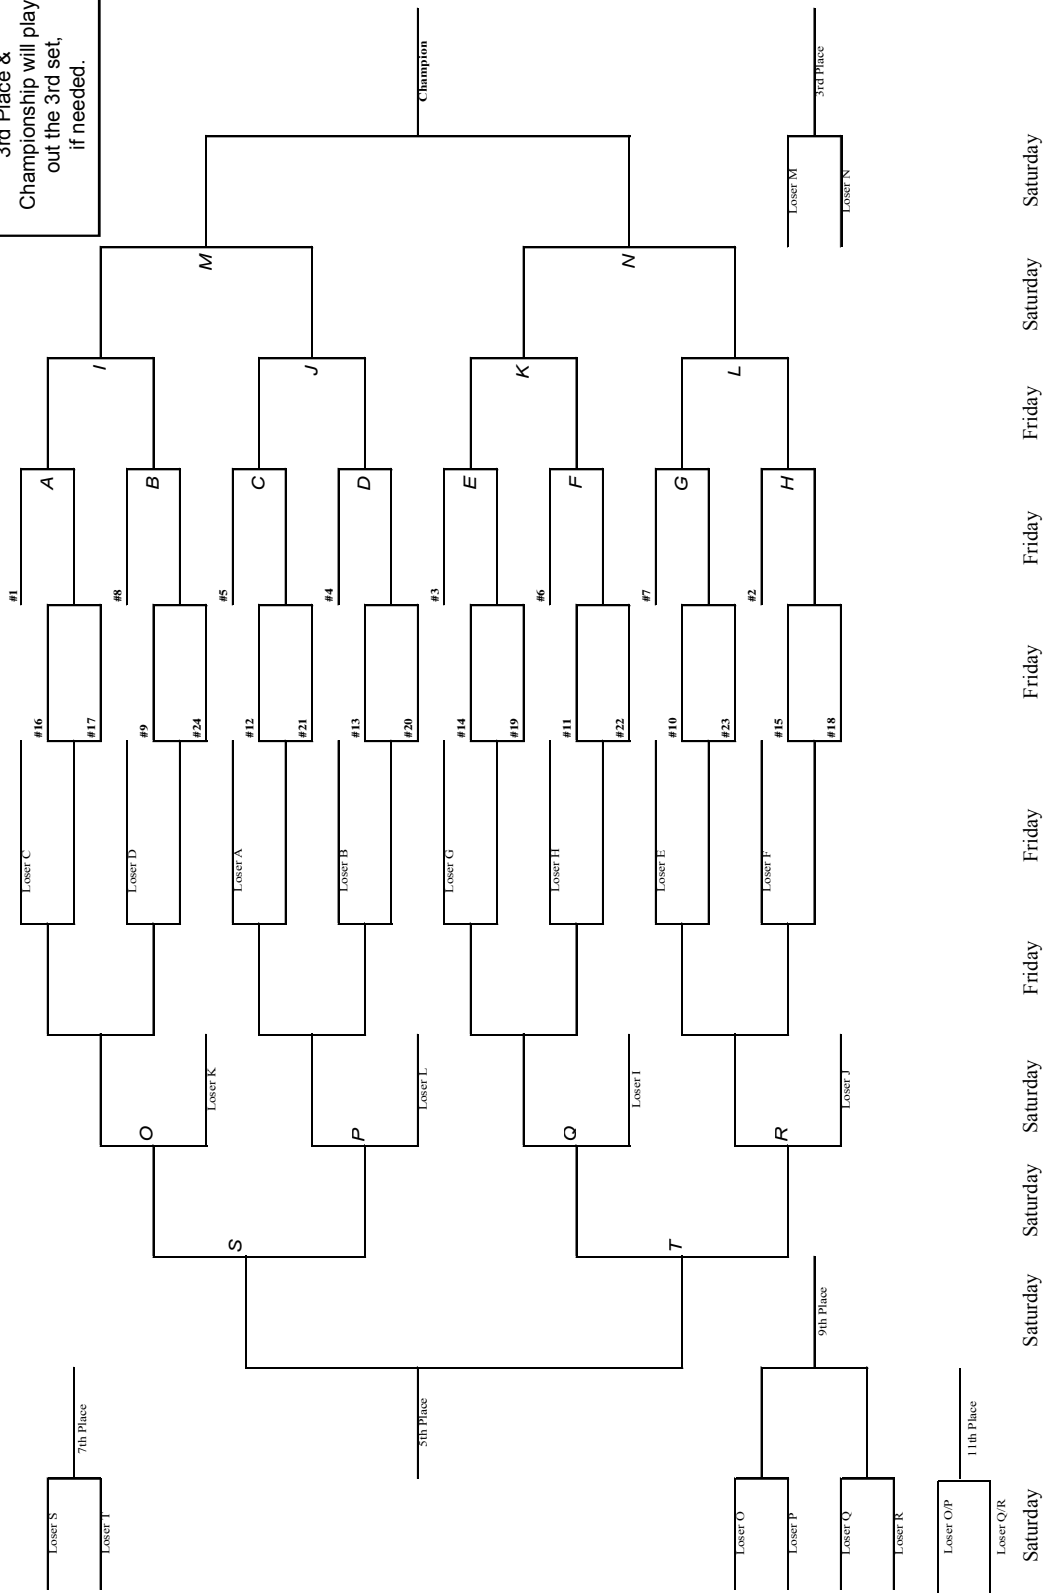 3rd Place &
Championship will play
out the 3rd set,
if needed.
#1
Loser C
#16
A
Loser S
7th Place
#17
I
Loser T
#8
Loser D
#9
O
B
#24
M
Loser K
#5
S
Loser A
#12
C
#21
J
#4
Loser B
#13
P
D
#20
5th Place
Loser L
Champion
#3
Loser G
#14
E
#19
K
#6
Loser H
#11
Q
F
#22
N
Loser I
#7
Loser E
#10
T
G
#23
L
Loser O
#2
Loser F
#15
R
H
Loser P
Loser M
9th Place
3rd Place
#18
Loser Q
Loser J
Loser N
Loser R
Loser O/P
11th Place
Loser Q/R
Saturday Saturday Saturday Saturday Friday Friday Friday Friday Friday Saturday Saturday